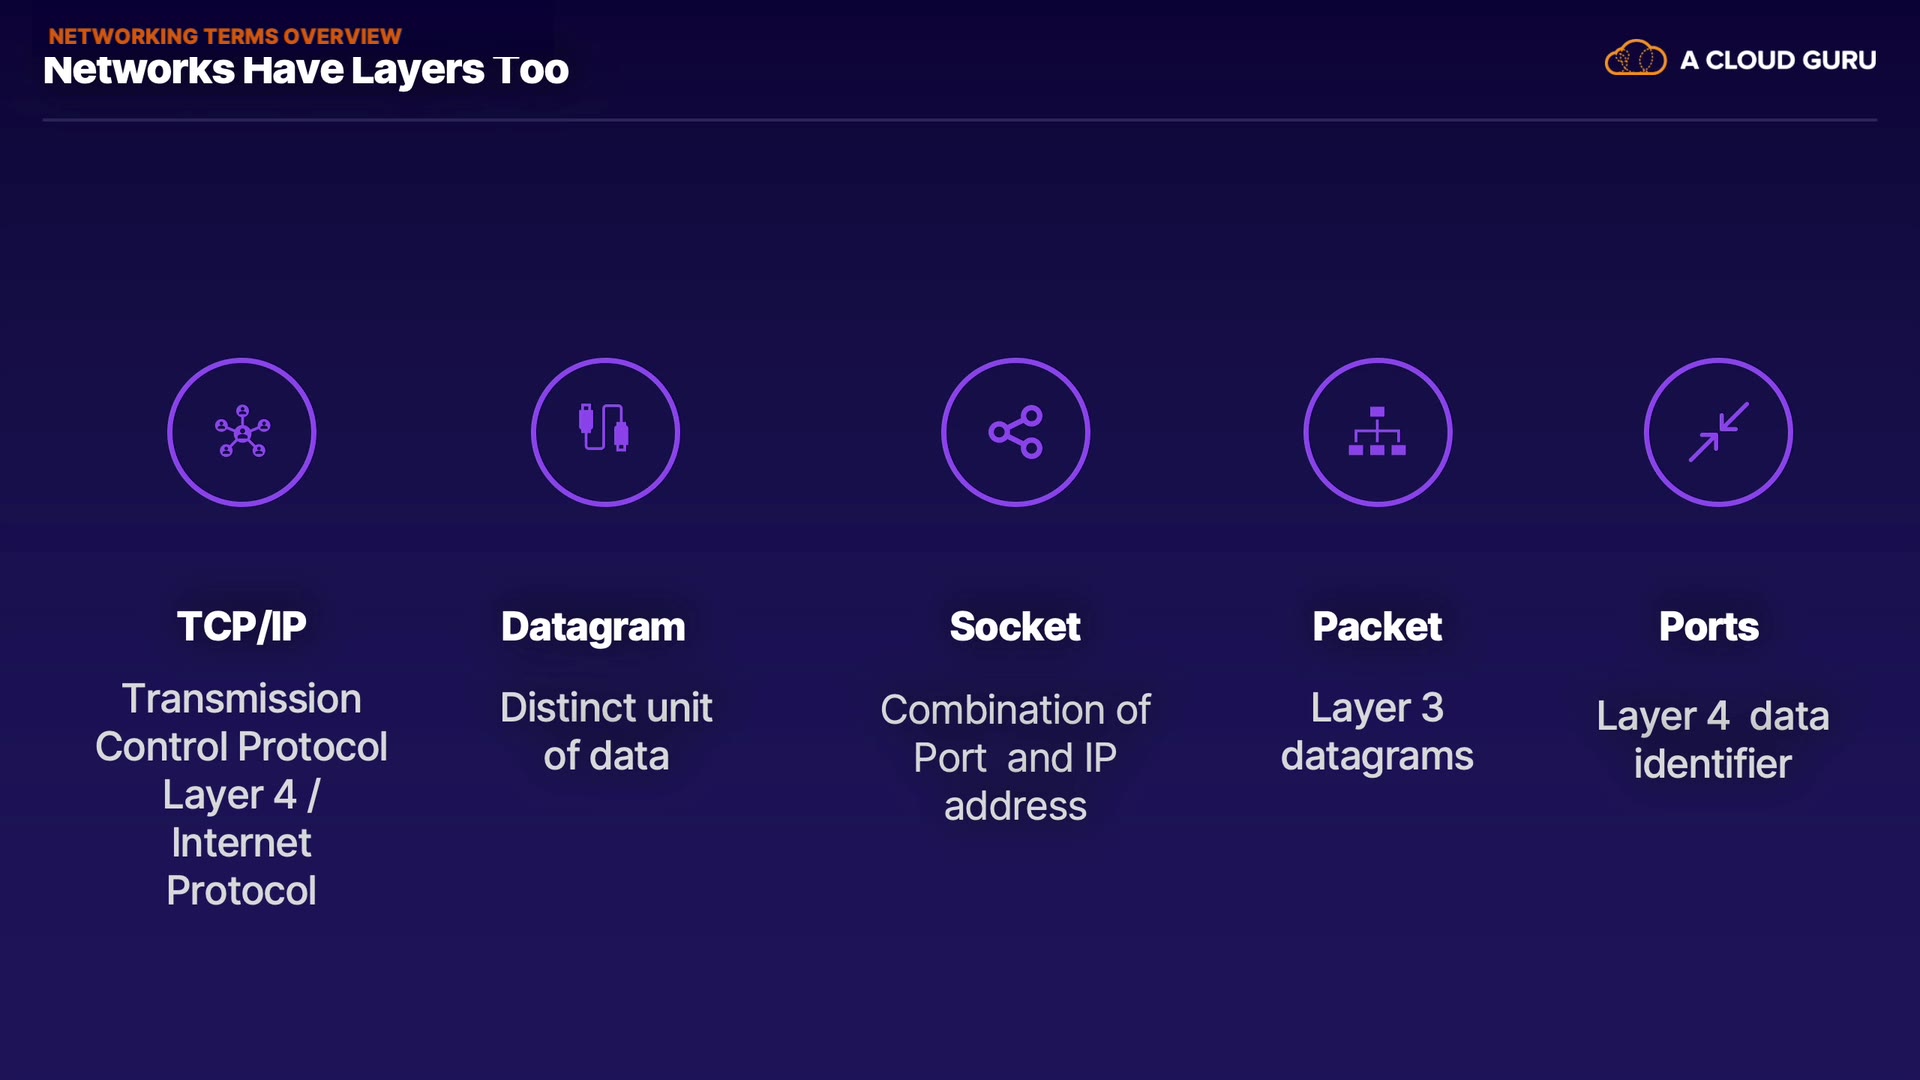 NETWORKING TERMS OVERVIEW
Networks Have Layers Too
A CLOUD GURU
TCP/IP
Transmission
Control Protocol
Layer 4 /
Internet
Protocol
Datagram
Distinct unit
of data
Socket
Combination of
Port and IP
address
Packet
Layer 3
datagrams
Ports
Layer 4 data
identifier